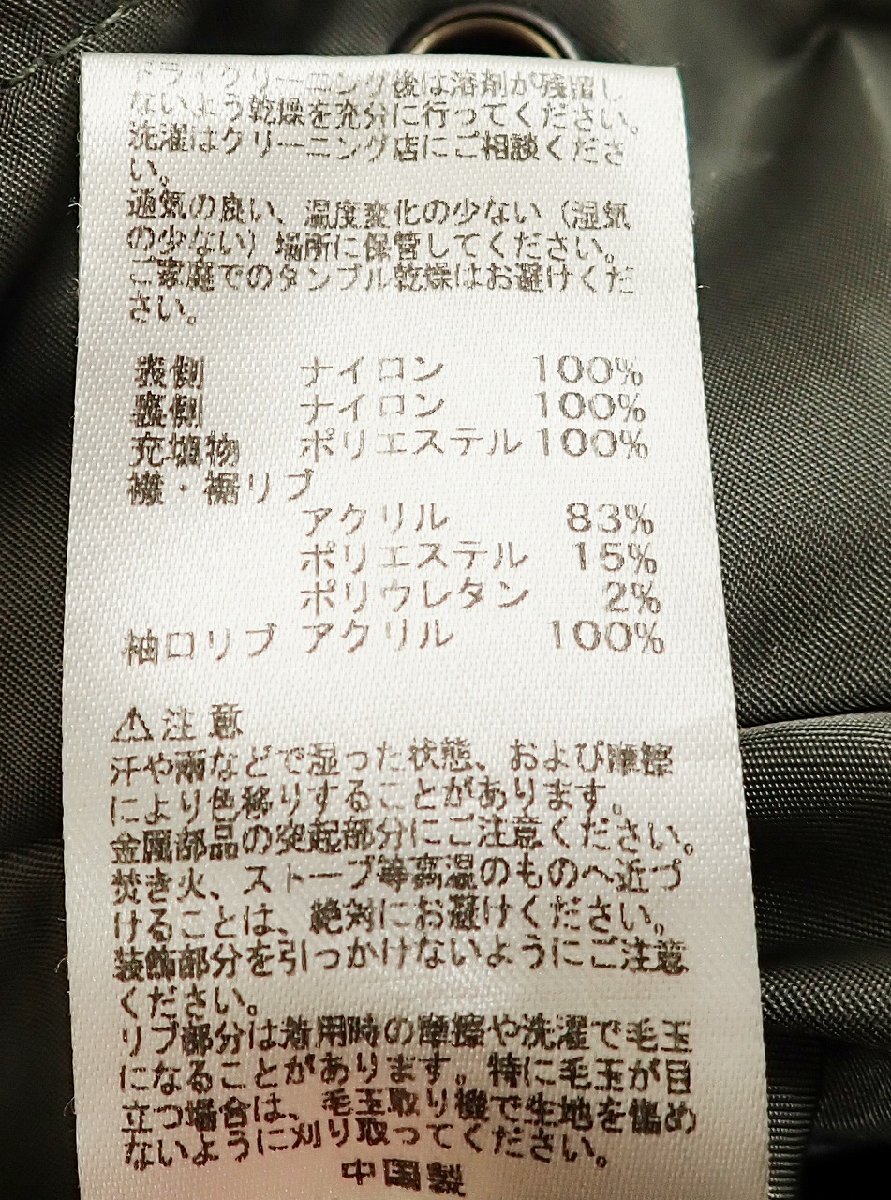 ドライクリーニング後は溶剤が残留し
ないよう乾燥を充分に行ってください。
洗濯はクリーニング店にご相談くださ
い。
通気の良い、温度変化の少ない（湿気
の少ない）場所に保管してください。
ご家庭でのタンブル乾燥はお避けくだ
さい。
表側 ナイロン 100%
裏側 ナイロン 100%
充填物 ポリエステル 100%
襟・裾リブ
アクリル 83%
ポリエステル 15%
ポリウレタン 2%
袖口リブ アクリル 100%
⚠注意
汗や雨などで湿った状態、および摩擦
により色移りすることがあります。
金属部品の突起部分にご注意ください。
焚き火、ストーブ等高温のものへ近づ
けることは、絶対にお避けください。
装飾部分を引っかけないようにご注意
ください。
リブ部分は着用時の摩擦や洗濯で毛玉
になることがあります。特に毛玉が目
立つ場合は、毛玉取り機で生地を傷め
ないように刈り取ってください。
中国製